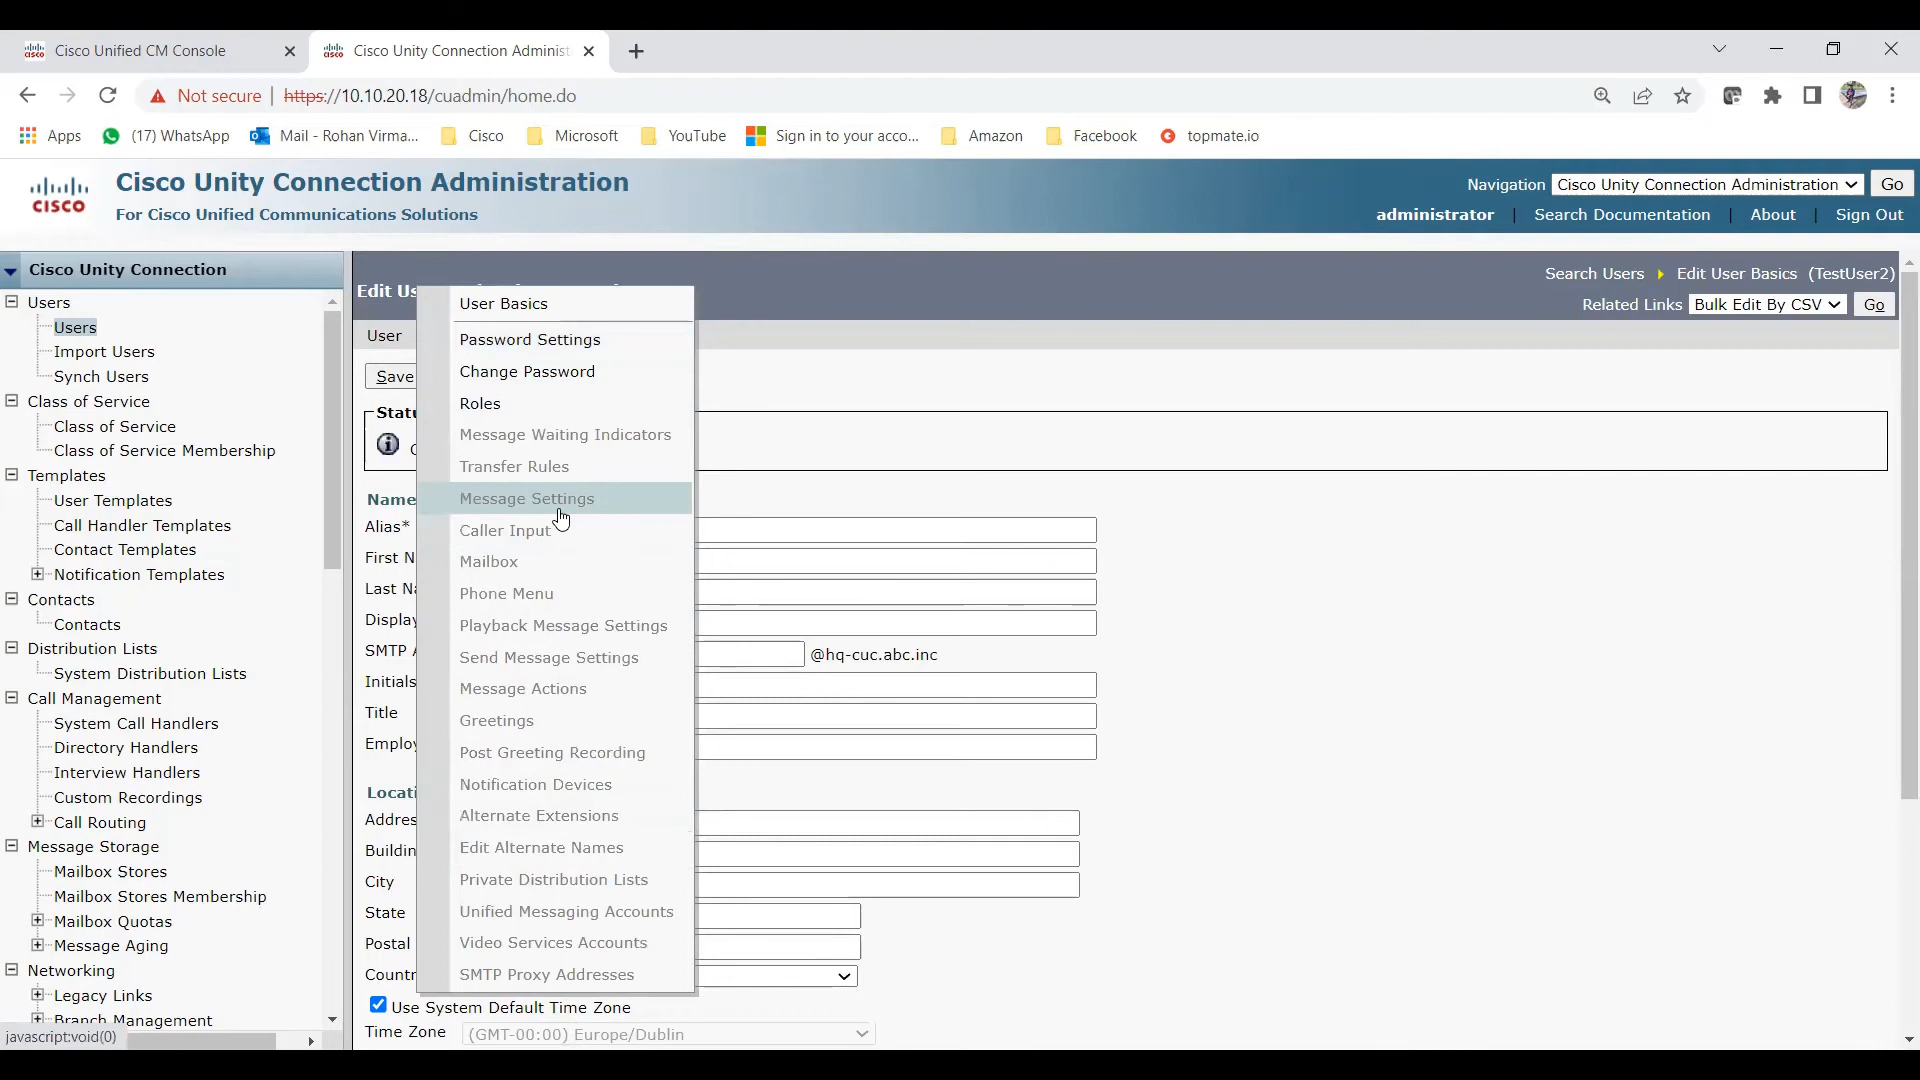 Cisco Unified CM Console
Cisco Unity Connection Administ
Not secure | https://10.10.20.18/cuadmin/home.do
Apps (17) WhatsApp Mail - Rohan Virma... Cisco Microsoft YouTube Sign in to your acco... Amazon Facebook topmate.io
CISCO
Cisco Unity Connection Administration
For Cisco Unified Communications Solutions
Navigation Cisco Unity Connection Administration Go
administrator | Search Documentation | About | Sign Out
Cisco Unity Connection
Users
Users
Import Users
Synch Users
Class of Service
Class of Service
Class of Service Membership
Templates
User Templates
Call Handler Templates
Contact Templates
Notification Templates
Contacts
Contacts
Distribution Lists
System Distribution Lists
Call Management
System Call Handlers
Directory Handlers
Interview Handlers
Custom Recordings
Call Routing
Message Storage
Mailbox Stores
Mailbox Stores Membership
Mailbox Quotas
Message Aging
Networking
Legacy Links
Branch Management
javascript:void(0)
Search Users Edit User Basics (TestUser2)
Related Links Bulk Edit By CSV Go
Edit Us
User
Save
Statu
Name
Alias*
First N
Last Na
Display
SMTP A @hq-cuc.abc.inc
Initials
Title
Employ
Locati
Addres
Buildin
City
State
Postal
Countr
Use System Default Time Zone
Time Zone (GMT-00:00) Europe/Dublin
User Basics
Password Settings
Change Password
Roles
Message Waiting Indicators
Transfer Rules
Message Settings
Caller Input
Mailbox
Phone Menu
Playback Message Settings
Send Message Settings
Message Actions
Greetings
Post Greeting Recording
Notification Devices
Alternate Extensions
Edit Alternate Names
Private Distribution Lists
Unified Messaging Accounts
Video Services Accounts
SMTP Proxy Addresses